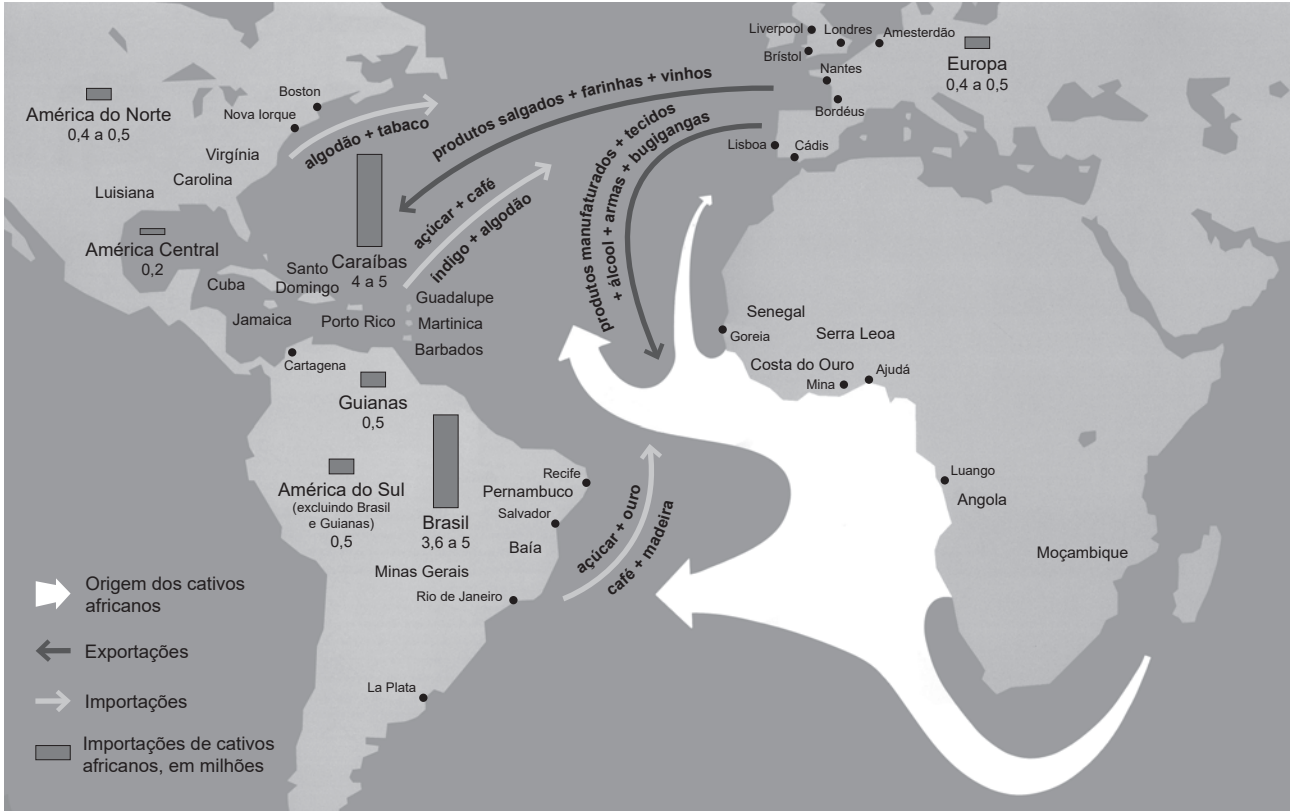 Liverpool
Londres
Amesterdão
Brístol
Nantes
Bordéus
Europa
0,4 a 0,5
Lisboa
Cádis
América do Norte
0,4 a 0,5
Boston
Nova Iorque
Virgínia
Carolina
Luisiana
algodão + tabaco
produtos salgados + farinhas + vinhos
produtos manufaturados + tecidos
+ álcool + armas + bugigangas
açúcar + café
índigo + algodão
América Central
0,2
Cuba
Santo
Domingo
Caraíbas
4 a 5
Jamaica
Porto Rico
Guadalupe
Martinica
Barbados
Cartagena
Guianas
0,5
Senegal
Goreia
Serra Leoa
Costa do Ouro
Mina
Ajudá
Luango
Angola
Moçambique
América do Sul
(excluindo Brasil
e Guianas)
0,5
Brasil
3,6 a 5
Recife
Pernambuco
Salvador
Baía
Minas Gerais
Rio de Janeiro
La Plata
açúcar + ouro
café + madeira
Origem dos cativos
africanos
Exportações
Importações
Importações de cativos
africanos, em milhões